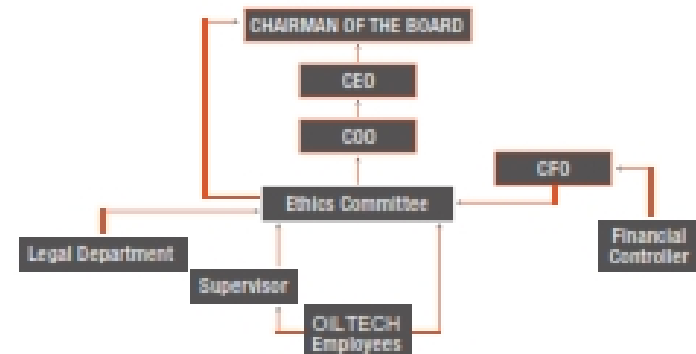 CHAIRMAN OF THE BOARD
CEO
COO
CFO
Ethics Committee
Financial
Controller
Legal Department
Supervisor
OILTECH
Employees